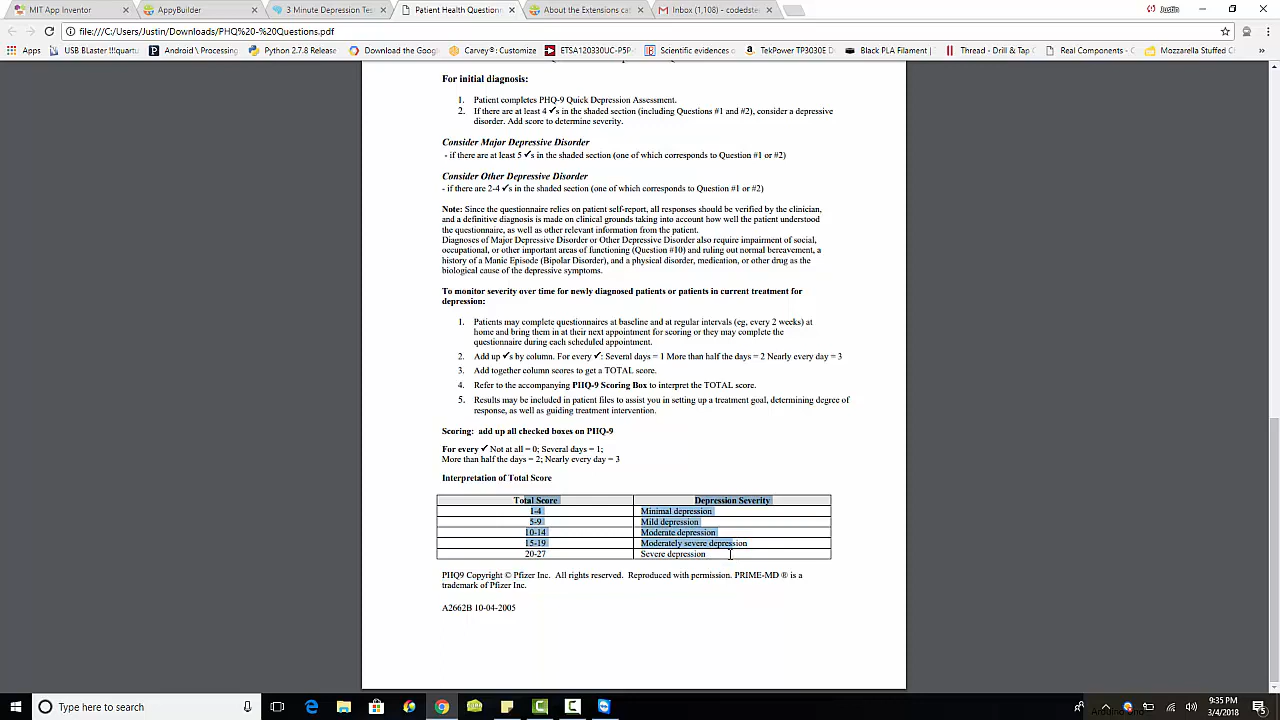 MIT App Inventor
AppyBuilder
3 Minute Depression Tes
Patient Health Questionn
About the Extensions cat
Inbox (1,108) - codedste
Justin
file:///C:/Users/Justin/Downloads/PHQ%20-%20Questions.pdf
Apps
USB Blaster !!!quartu
Android \ Processing
Python 2.7.8 Release
Download the Goog
Carvey®: Customize
ETSA120330UC-P5P-
Scientific evidences o
TekPower TP3030E D
Black PLA Filament |
Thread : Drill & Tap C
Real Components - C
Mozzarella Stuffed C
»
For initial diagnosis:
1. Patient completes PHQ-9 Quick Depression Assessment.
2. If there are at least 4 ✓s in the shaded section (including Questions #1 and #2), consider a depressive
disorder. Add score to determine severity.
Consider Major Depressive Disorder
- if there are at least 5 ✓s in the shaded section (one of which corresponds to Question #1 or #2)
Consider Other Depressive Disorder
- if there are 2-4 ✓s in the shaded section (one of which corresponds to Question #1 or #2)
Note: Since the questionnaire relies on patient self-report, all responses should be verified by the clinician,
and a definitive diagnosis is made on clinical grounds taking into account how well the patient understood
the questionnaire, as well as other relevant information from the patient.
Diagnoses of Major Depressive Disorder or Other Depressive Disorder also require impairment of social,
occupational, or other important areas of functioning (Question #10) and ruling out normal bereavement, a
history of a Manic Episode (Bipolar Disorder), and a physical disorder, medication, or other drug as the
biological cause of the depressive symptoms.
To monitor severity over time for newly diagnosed patients or patients in current treatment for
depression:
1. Patients may complete questionnaires at baseline and at regular intervals (eg, every 2 weeks) at
home and bring them in at their next appointment for scoring or they may complete the
questionnaire during each scheduled appointment.
2. Add up ✓s by column. For every ✓: Several days = 1 More than half the days = 2 Nearly every day = 3
3. Add together column scores to get a TOTAL score.
4. Refer to the accompanying PHQ-9 Scoring Box to interpret the TOTAL score.
5. Results may be included in patient files to assist you in setting up a treatment goal, determining degree of
response, as well as guiding treatment intervention.
Scoring: add up all checked boxes on PHQ-9
For every ✓ Not at all = 0; Several days = 1;
More than half the days = 2; Nearly every day = 3
Interpretation of Total Score
Total Score Depression Severity
1-4 Minimal depression
5-9 Mild depression
10-14 Moderate depression
15-19 Moderately severe depression
20-27 Severe depression
PHQ9 Copyright © Pfizer Inc. All rights reserved. Reproduced with permission. PRIME-MD ® is a
trademark of Pfizer Inc.
A2662B 10-04-2005
Type here to search
Arduino Uno
9:35 PM
3/4/2018